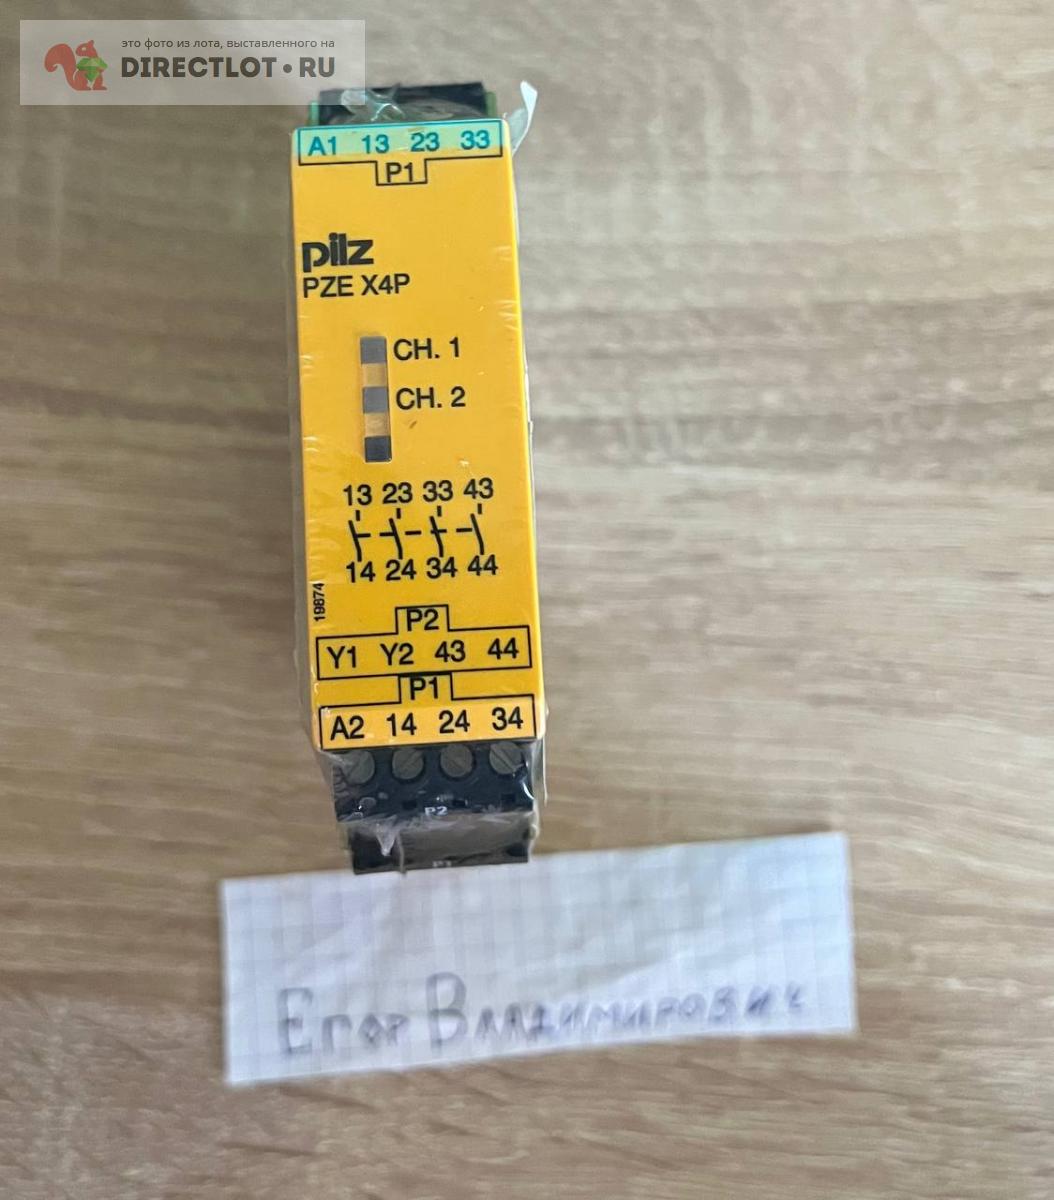 это фото из лота, выставленного на
DIRECTLOT•RU
A1 13 23 33
P1
pilz
PZE X4P
CH. 1
CH. 2
13 23 33 43
14 24 34 44
19874
P2
Y1 Y2 43 44
P1
A2 14 24 34
P2
P1
Егор Владимирович